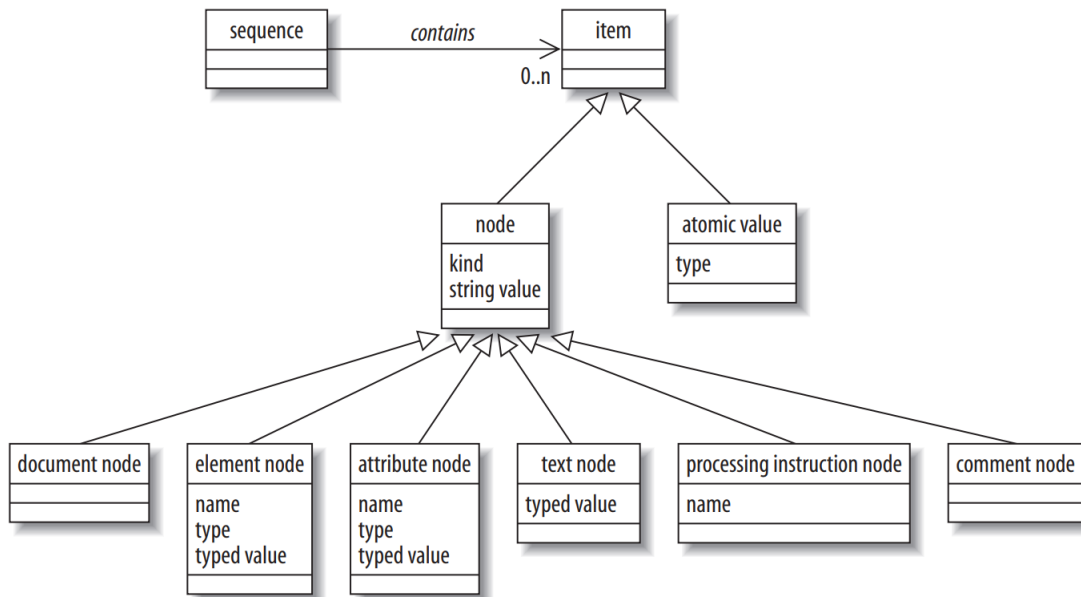 sequence
contains
item
0..n
node
kind
string value
atomic value
type
document node
element node
name
type
typed value
attribute node
name
type
typed value
text node
typed value
processing instruction node
name
comment node